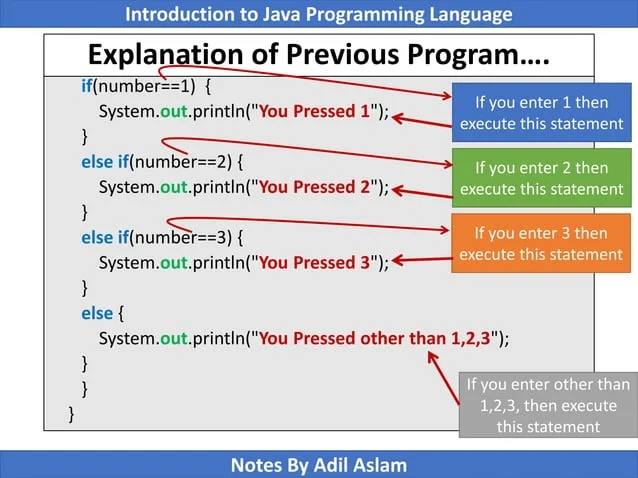 Introduction to Java Programming Language
Explanation of Previous Program….
if(number==1) {
System.out.println("You Pressed 1");
}
else if(number==2) {
System.out.println("You Pressed 2");
}
else if(number==3) {
System.out.println("You Pressed 3");
}
else {
System.out.println("You Pressed other than 1,2,3");
}
}
}
If you enter 1 then
execute this statement
If you enter 2 then
execute this statement
If you enter 3 then
execute this statement
If you enter other than
1,2,3, then execute
this statement
Notes By Adil Aslam